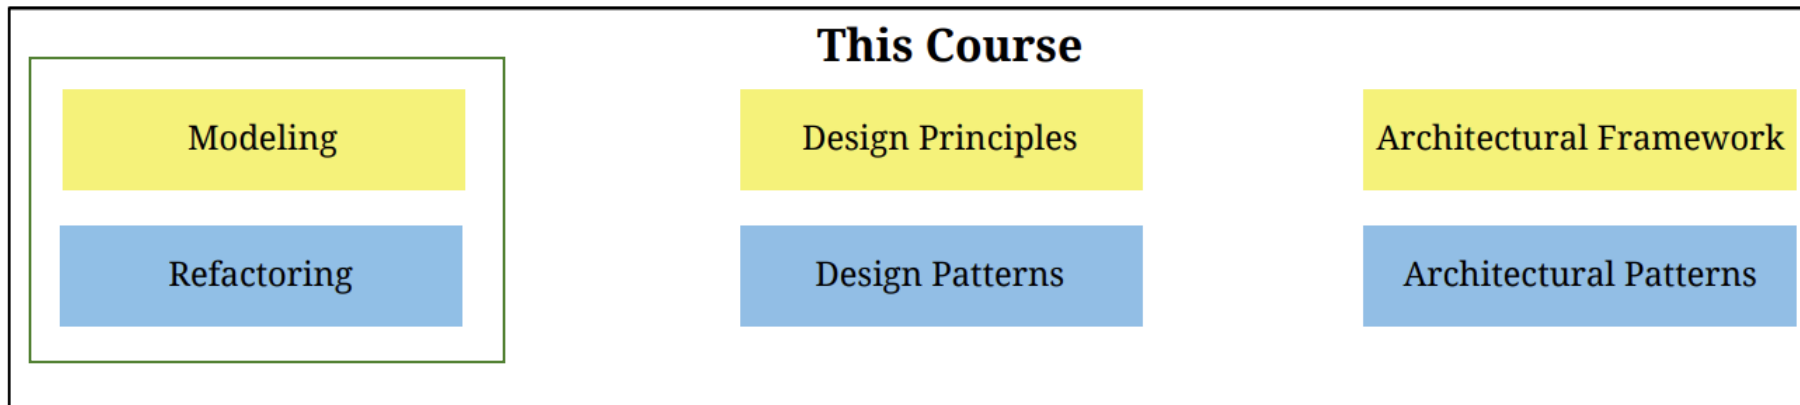 This Course
Modeling
Design Principles
Architectural Framework
Refactoring
Design Patterns
Architectural Patterns